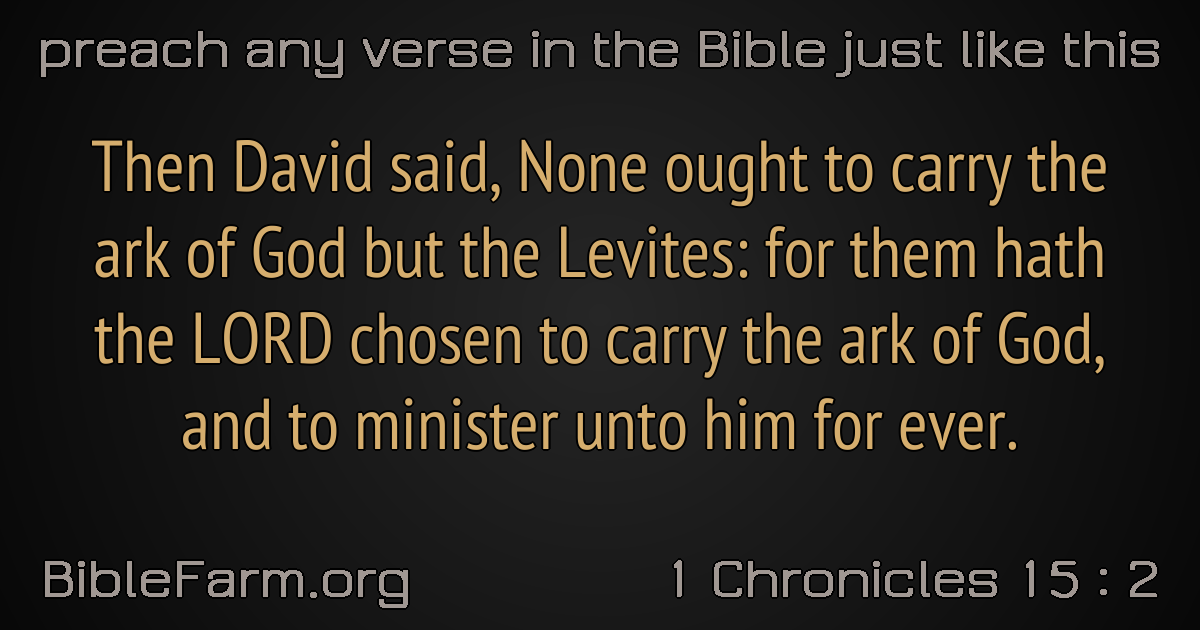 preach any verse in the Bible just like this
Then David said, None ought to carry the
ark of God but the Levites: for them hath
the LORD chosen to carry the ark of God,
and to minister unto him for ever.
BibleFarm.org
1 Chronicles 15 : 2